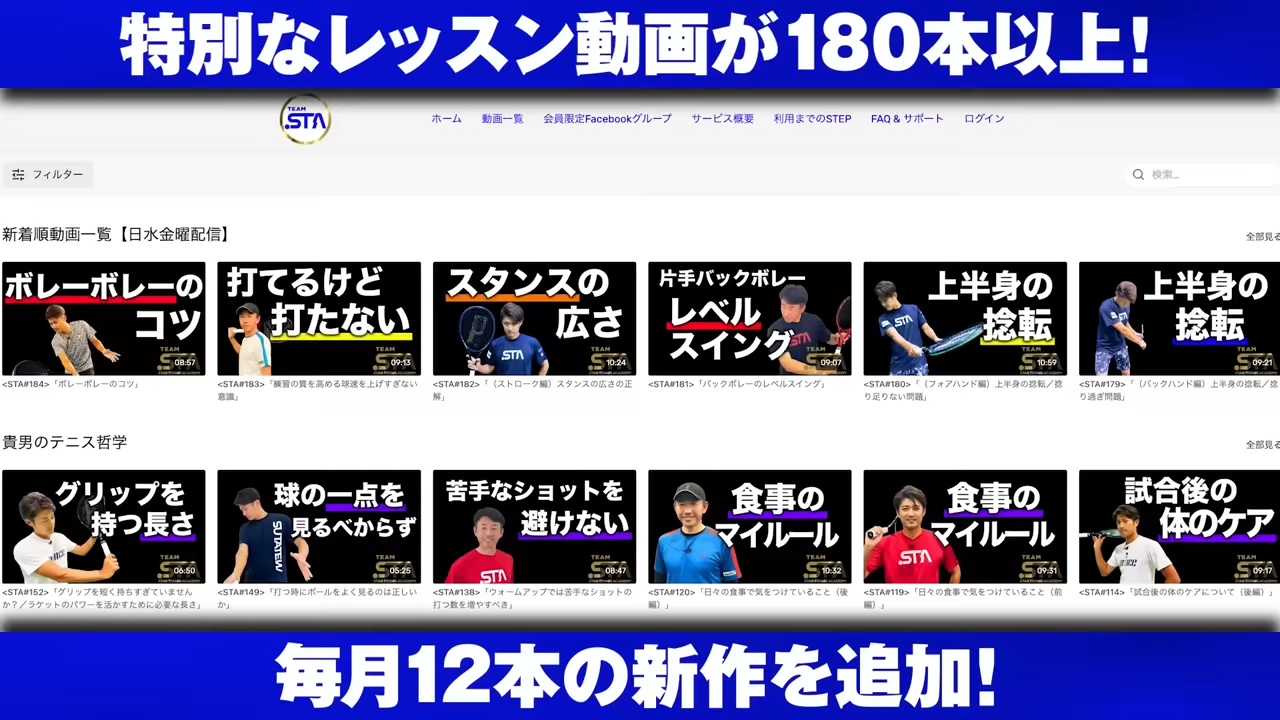 特別なレッスン動画が180本以上!
TEAM
.STA
ホーム 動画一覧 会員限定Facebookグループ サービス概要 利用までのSTEP FAQ & サポート ログイン
フィルター
検索...
新着順動画一覧【日水金曜配信】
全部見る
ボレーボレーの
コツ
08:57
<STA#184>「ボレーボレーのコツ」
打てるけど
打たない
09:13
<STA#183>「練習の質を高める球速を上げすぎない
意識」
スタンスの
広さ
10:24
<STA#182>「（ストローク編）スタンスの広さの正
解」
片手バックボレー
レベル
スイング
09:07
<STA#181>「バックボレーのレベルスイング」
上半身の
捻転
10:59
<STA#180>「（フォアハンド編）上半身の捻転／捻
り足りない問題」
上半身の
捻転
09:21
<STA#179>「（バックハンド編）上半身の捻転／捻
り過ぎ問題」
貴男のテニス哲学
全部見る
グリップを
持つ長さ
06:50
<STA#152>「グリップを短く持ちすぎていません
か？／ラケットのパワーを活かすために必要な長さ」
球の一点を
見るべからず
05:25
<STA#149>「打つ時にボールをよく見るのは正しい
か」
苦手なショットを
避けない
08:47
<STA#138>「ウォームアップでは苦手なショットの
打つ数を増やすべき」
食事の
マイルール
10:32
<STA#120>「日々の食事で気をつけていること（後
編）」
食事の
マイルール
09:31
<STA#119>「日々の食事で気をつけていること（前
編）」
試合後の
体のケア
09:17
<STA#114>「試合後の体のケアについて（後編）」
毎月12本の新作を追加!